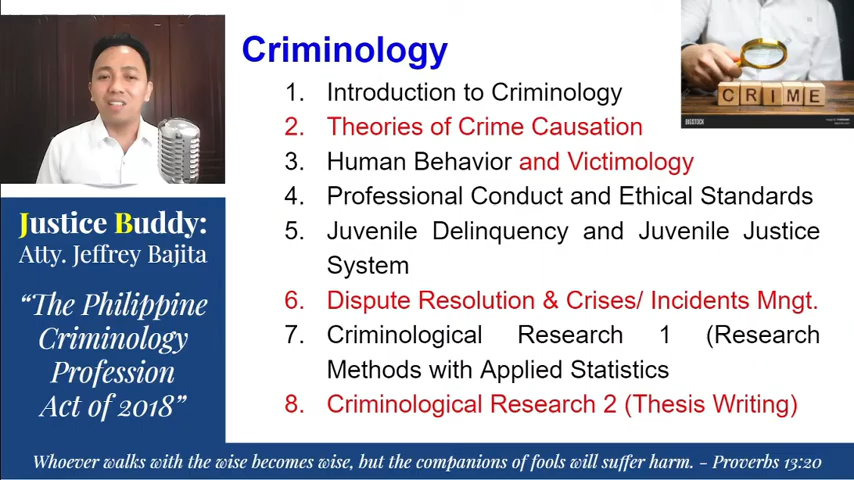 Criminology
1. Introduction to Criminology
2. Theories of Crime Causation
3. Human Behavior and Victimology
4. Professional Conduct and Ethical Standards
5. Juvenile Delinquency and Juvenile Justice
System
6. Dispute Resolution & Crises/ Incidents Mngt.
7. Criminological Research 1 (Research
Methods with Applied Statistics
8. Criminological Research 2 (Thesis Writing)
CRIME
BIGSTOCK
Justice Buddy:
Atty. Jeffrey Bajita
“The Philippine
Criminology
Profession
Act of 2018”
Whoever walks with the wise becomes wise, but the companions of fools will suffer harm. - Proverbs 13:20